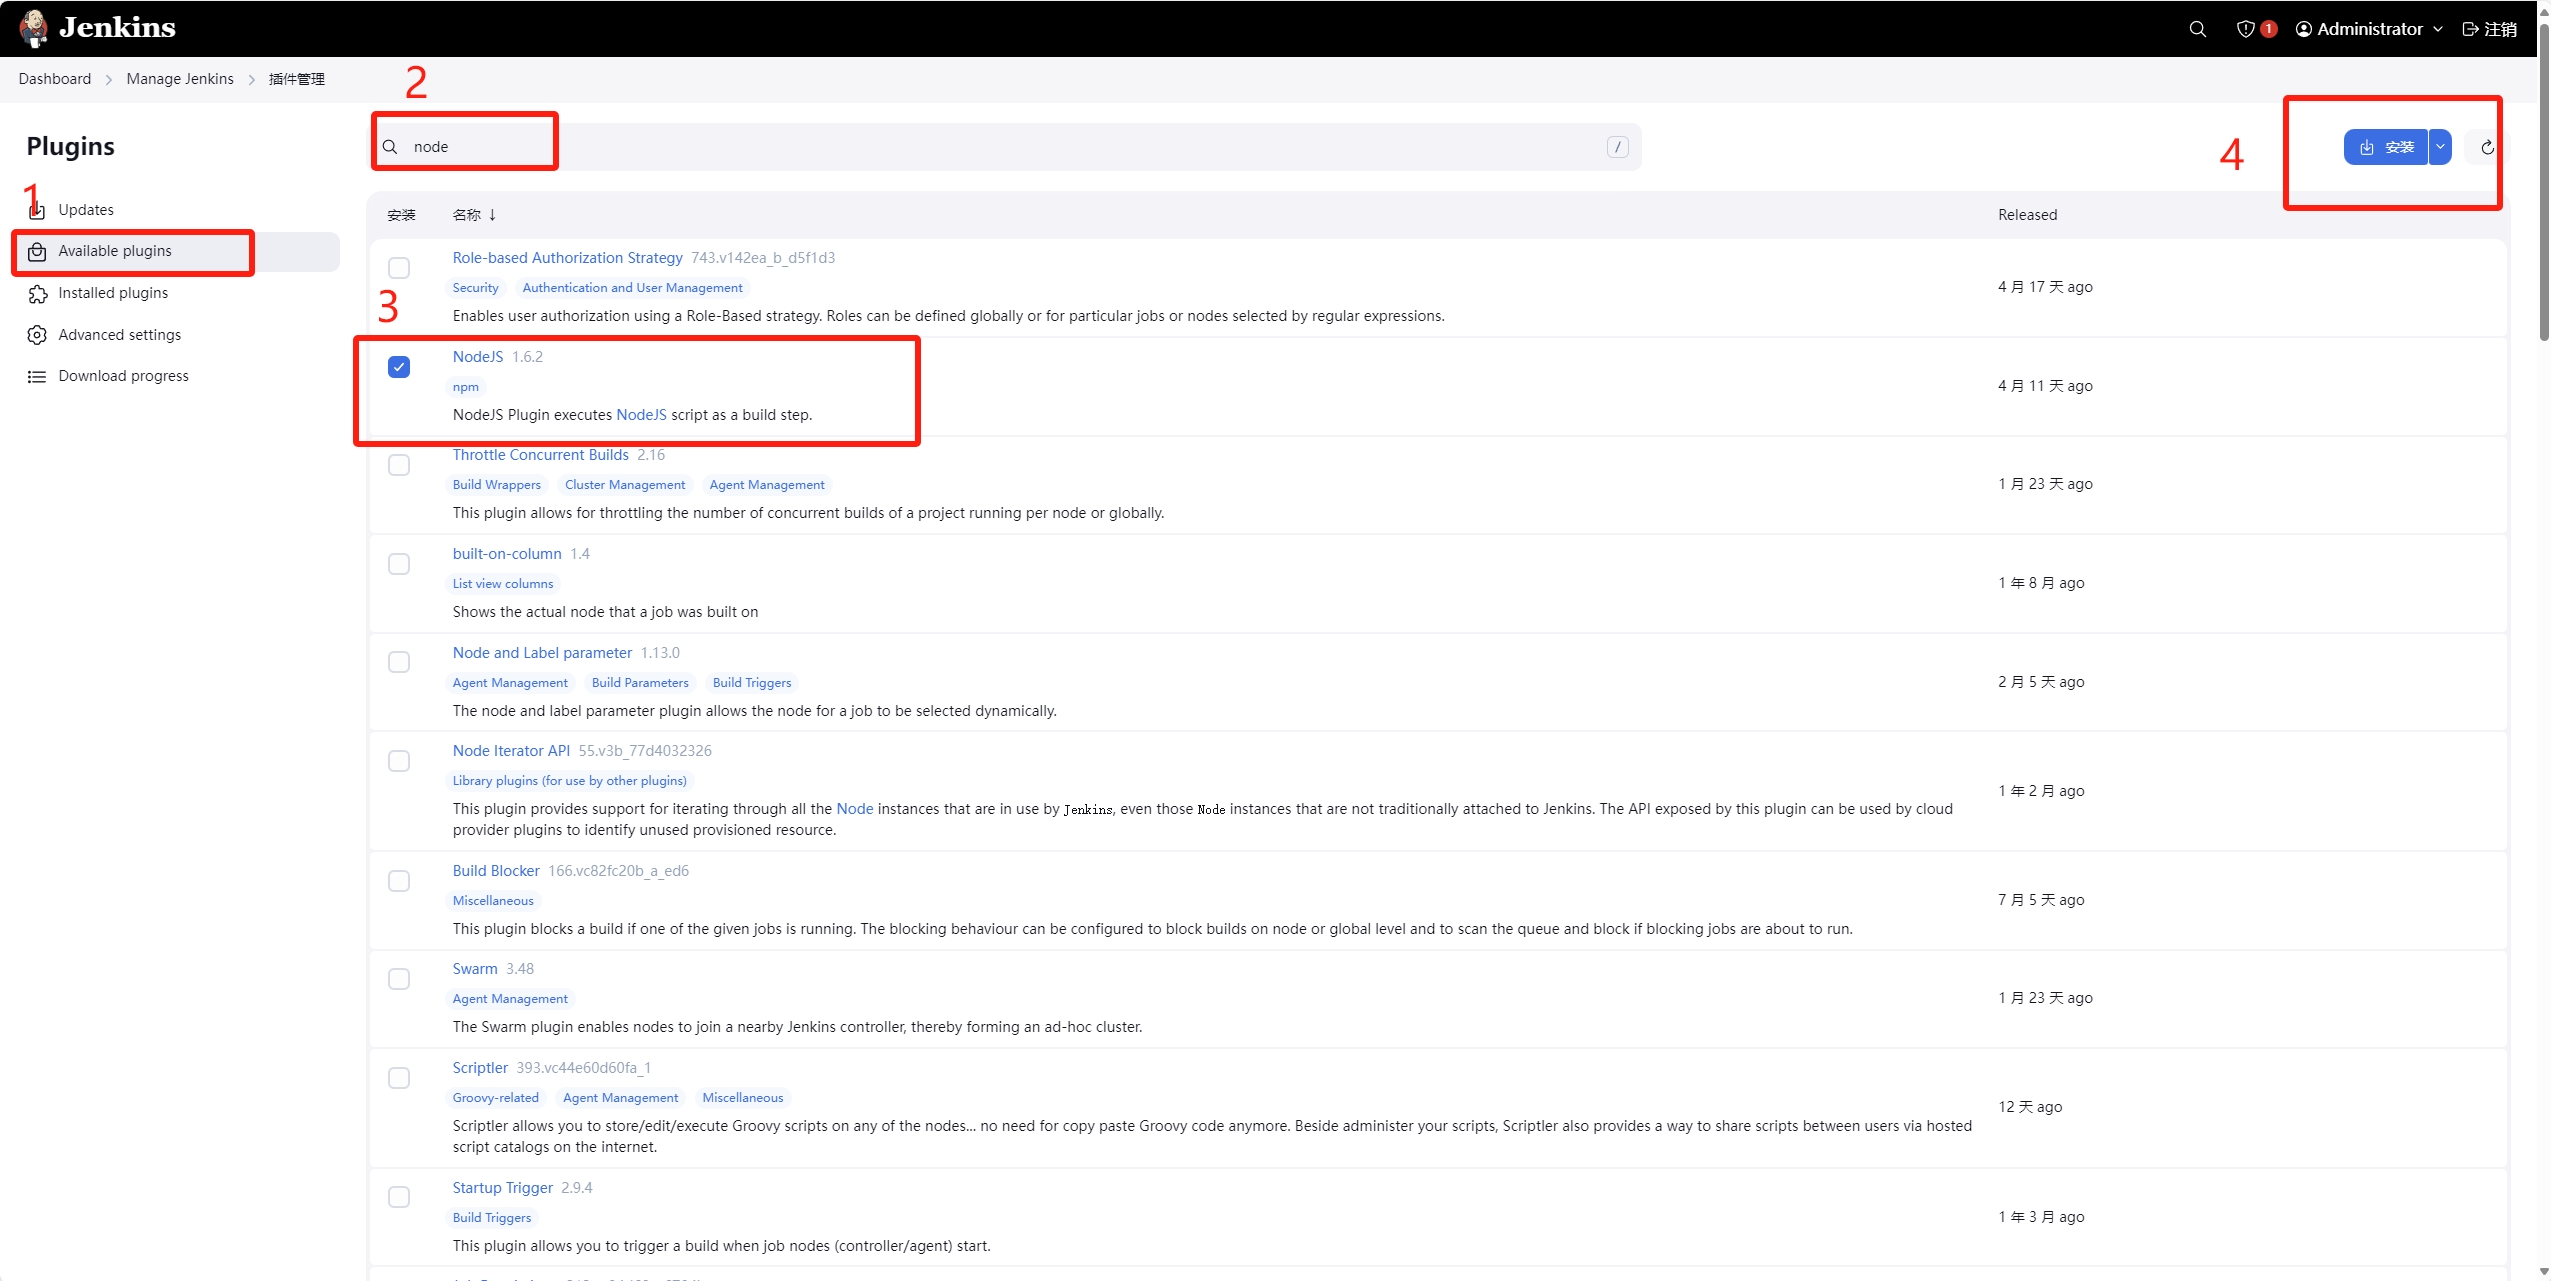 Jenkins
1 Administrator 注销
Dashboard Manage Jenkins 插件管理
2
Plugins
node /
4
安装
1
Updates
Available plugins
Installed plugins
Advanced settings
Download progress
安装 名称 ↓ Released
Role-based Authorization Strategy 743.v142ea_b_d5f1d3
Security Authentication and User Management
4 月 17 天 ago
3
Enables user authorization using a Role-Based strategy. Roles can be defined globally or for particular jobs or nodes selected by regular expressions.
NodeJS 1.6.2
npm
4 月 11 天 ago
NodeJS Plugin executes NodeJS script as a build step.
Throttle Concurrent Builds 2.16
Build Wrappers Cluster Management Agent Management
1 月 23 天 ago
This plugin allows for throttling the number of concurrent builds of a project running per node or globally.
built-on-column 1.4
List view columns
1 年 8 月 ago
Shows the actual node that a job was built on
Node and Label parameter 1.13.0
Agent Management Build Parameters Build Triggers
2 月 5 天 ago
The node and label parameter plugin allows the node for a job to be selected dynamically.
Node Iterator API 55.v3b_77d4032326
Library plugins (for use by other plugins)
1 年 2 月 ago
This plugin provides support for iterating through all the Node instances that are in use by Jenkins, even those Node instances that are not traditionally attached to Jenkins. The API exposed by this plugin can be used by cloud
provider plugins to identify unused provisioned resource.
Build Blocker 166.vc82fc20b_a_ed6
Miscellaneous
7 月 5 天 ago
This plugin blocks a build if one of the given jobs is running. The blocking behaviour can be configured to block builds on node or global level and to scan the queue and block if blocking jobs are about to run.
Swarm 3.48
Agent Management
1 月 23 天 ago
The Swarm plugin enables nodes to join a nearby Jenkins controller, thereby forming an ad-hoc cluster.
Scriptler 393.vc44e60d60fa_1
Groovy-related Agent Management Miscellaneous
12 天 ago
Scriptler allows you to store/edit/execute Groovy scripts on any of the nodes... no need for copy paste Groovy code anymore. Beside administer your scripts, Scriptler also provides a way to share scripts between users via hosted
script catalogs on the internet.
Startup Trigger 2.9.4
Build Triggers
1 年 3 月 ago
This plugin allows you to trigger a build when job nodes (controller/agent) start.